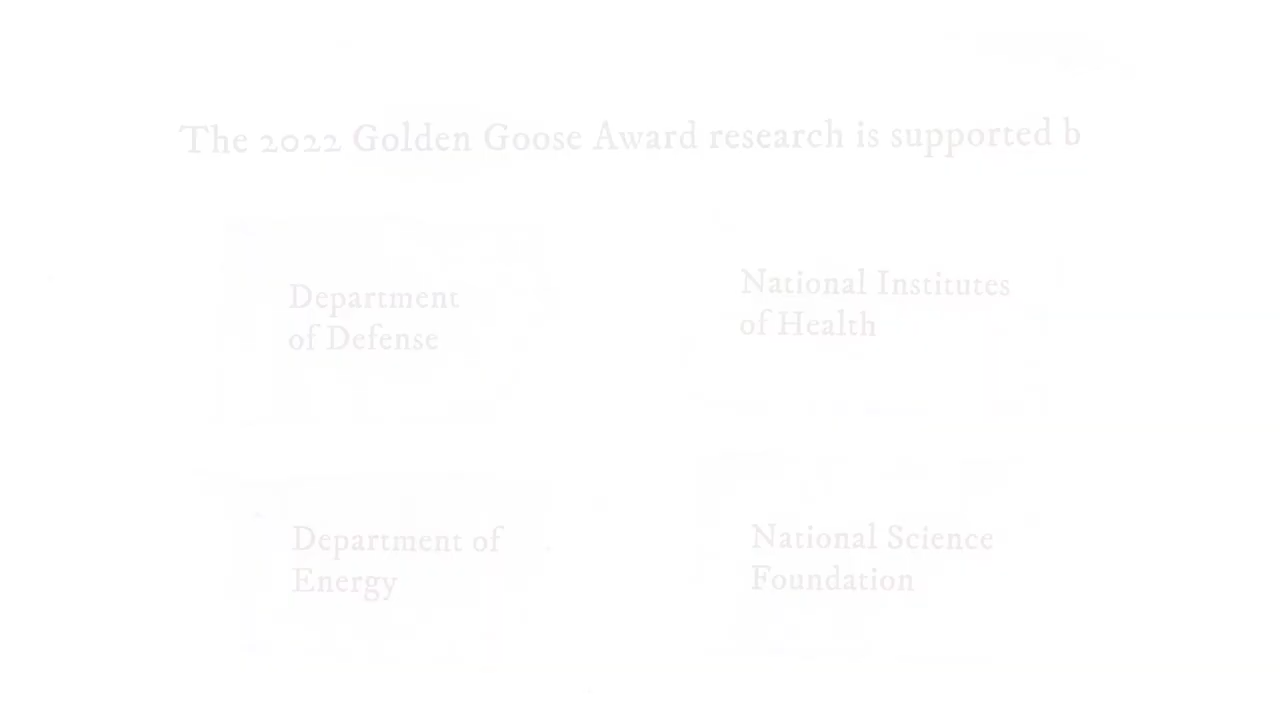 The 2022 Golden Goose Award research is supported b
Department
of Defense
National Institutes
of Health
Department of
Energy
National Science
Foundation